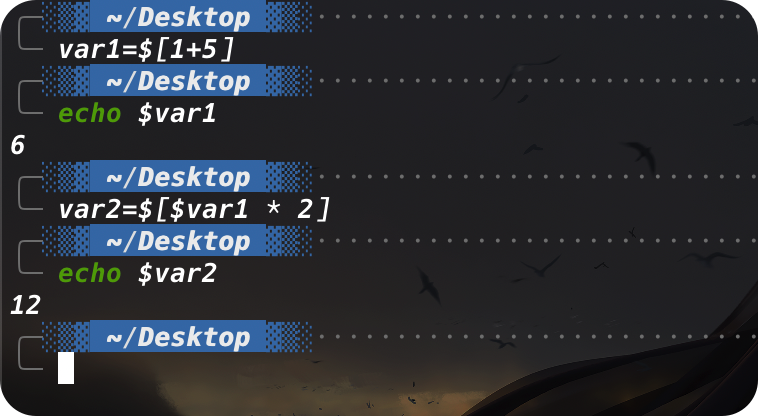 ~/Desktop
var1=$[1+5]
~/Desktop
echo $var1
6
~/Desktop
var2=$[$var1 * 2]
~/Desktop
echo $var2
12
~/Desktop